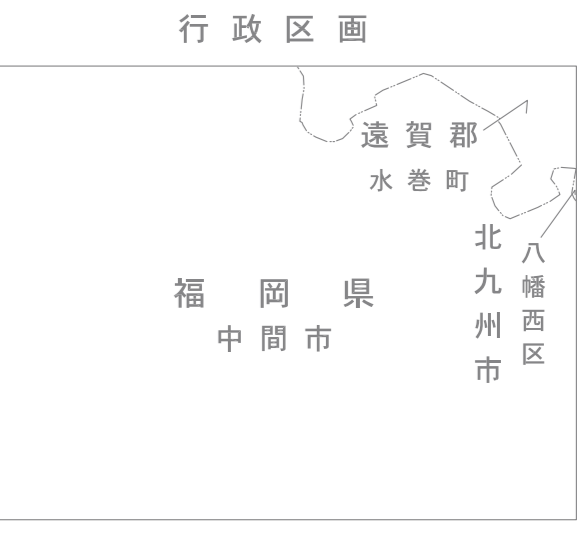 行政区画
遠賀郡
水巻町
福岡県
中間市
北九州市
八幡西区